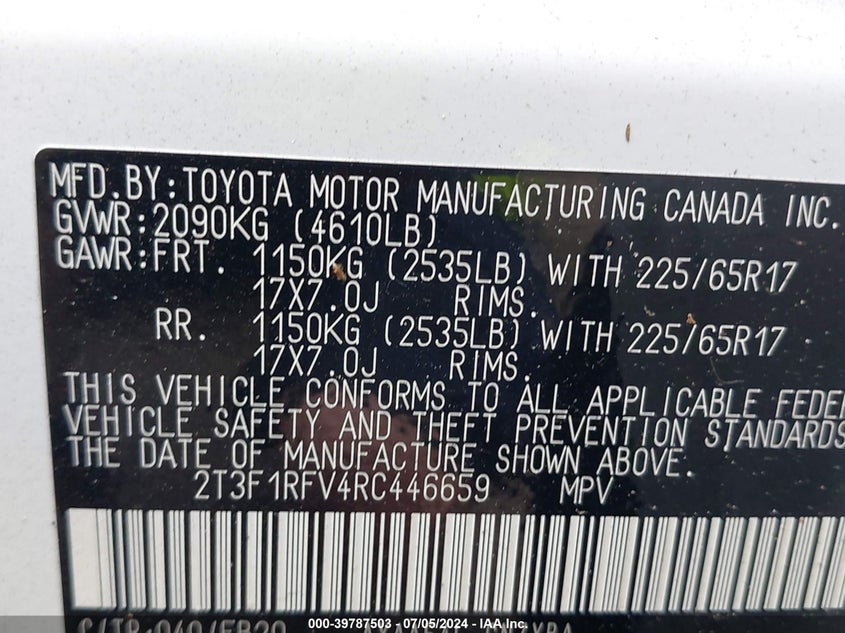 MFD.BY:TOYOTA MOTOR MANUFACTURING CANADA INC.
GVWR:2090KG (4610LB)
GAWR:FRT. 1150KG (2535LB) WITH 225/65R17
17X7.0J RIMS.
RR. 1150KG (2535LB) WITH 225/65R17
17X7.0J RIMS.
THIS VEHICLE CONFORMS TO ALL APPLICABLE FEDE
VEHICLE SAFETY AND THEFT PREVENTION STANDARDS
THE DATE OF MANUFACTURE SHOWN ABOVE.
2T3F1RFV4RC446659 MPV
C/TR:040/FB20
000-39787503 - 07/05/2024 - IAA Inc.